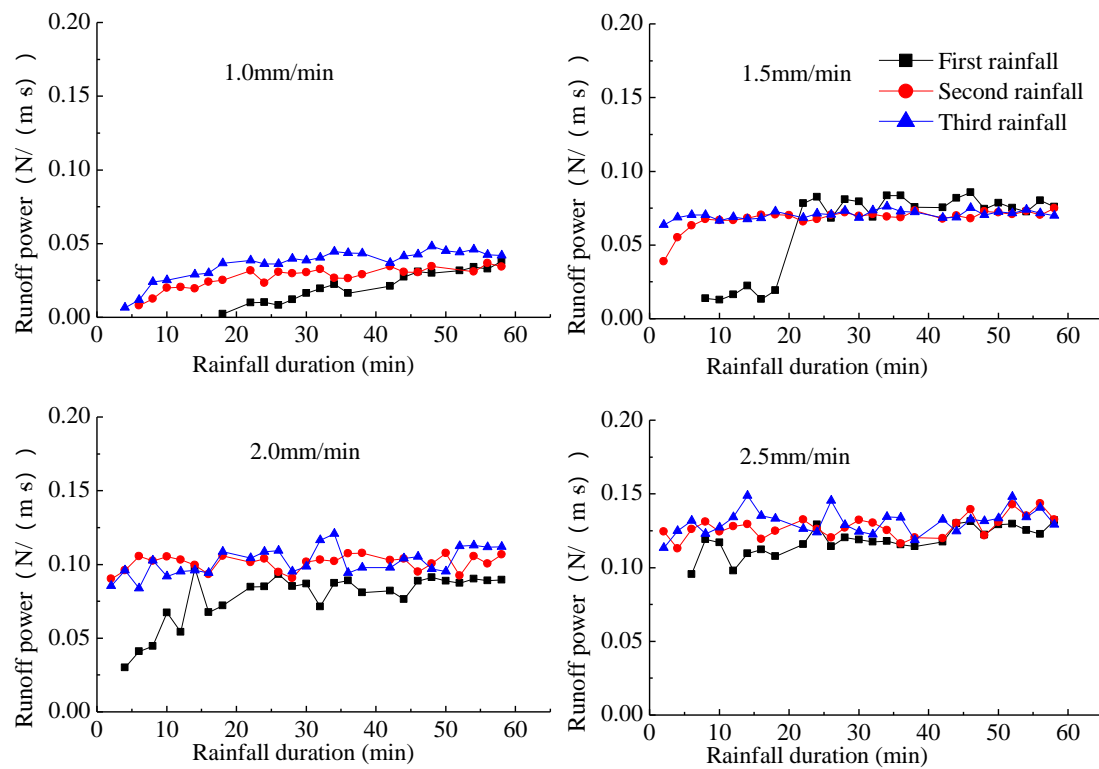 0.20
0.15
0.10
0.05
0.00
Runoff power (N/ (m s) )
1.0mm/min
0 10 20 30 40 50 60
Rainfall duration (min)
0.20
0.15
0.10
0.05
0.00
Runoff power (N/ (m s) )
1.5mm/min
First rainfall
Second rainfall
Third rainfall
0 10 20 30 40 50 60
Rainfall duration (min)
0.20
0.15
0.10
0.05
0.00
Runoff power (N/ (m s) )
2.0mm/min
0 10 20 30 40 50 60
Rainfall duration (min)
0.20
0.15
0.10
0.05
0.00
Runoff power (N/ (m s) )
2.5mm/min
0 10 20 30 40 50 60
Rainfall duration (min)